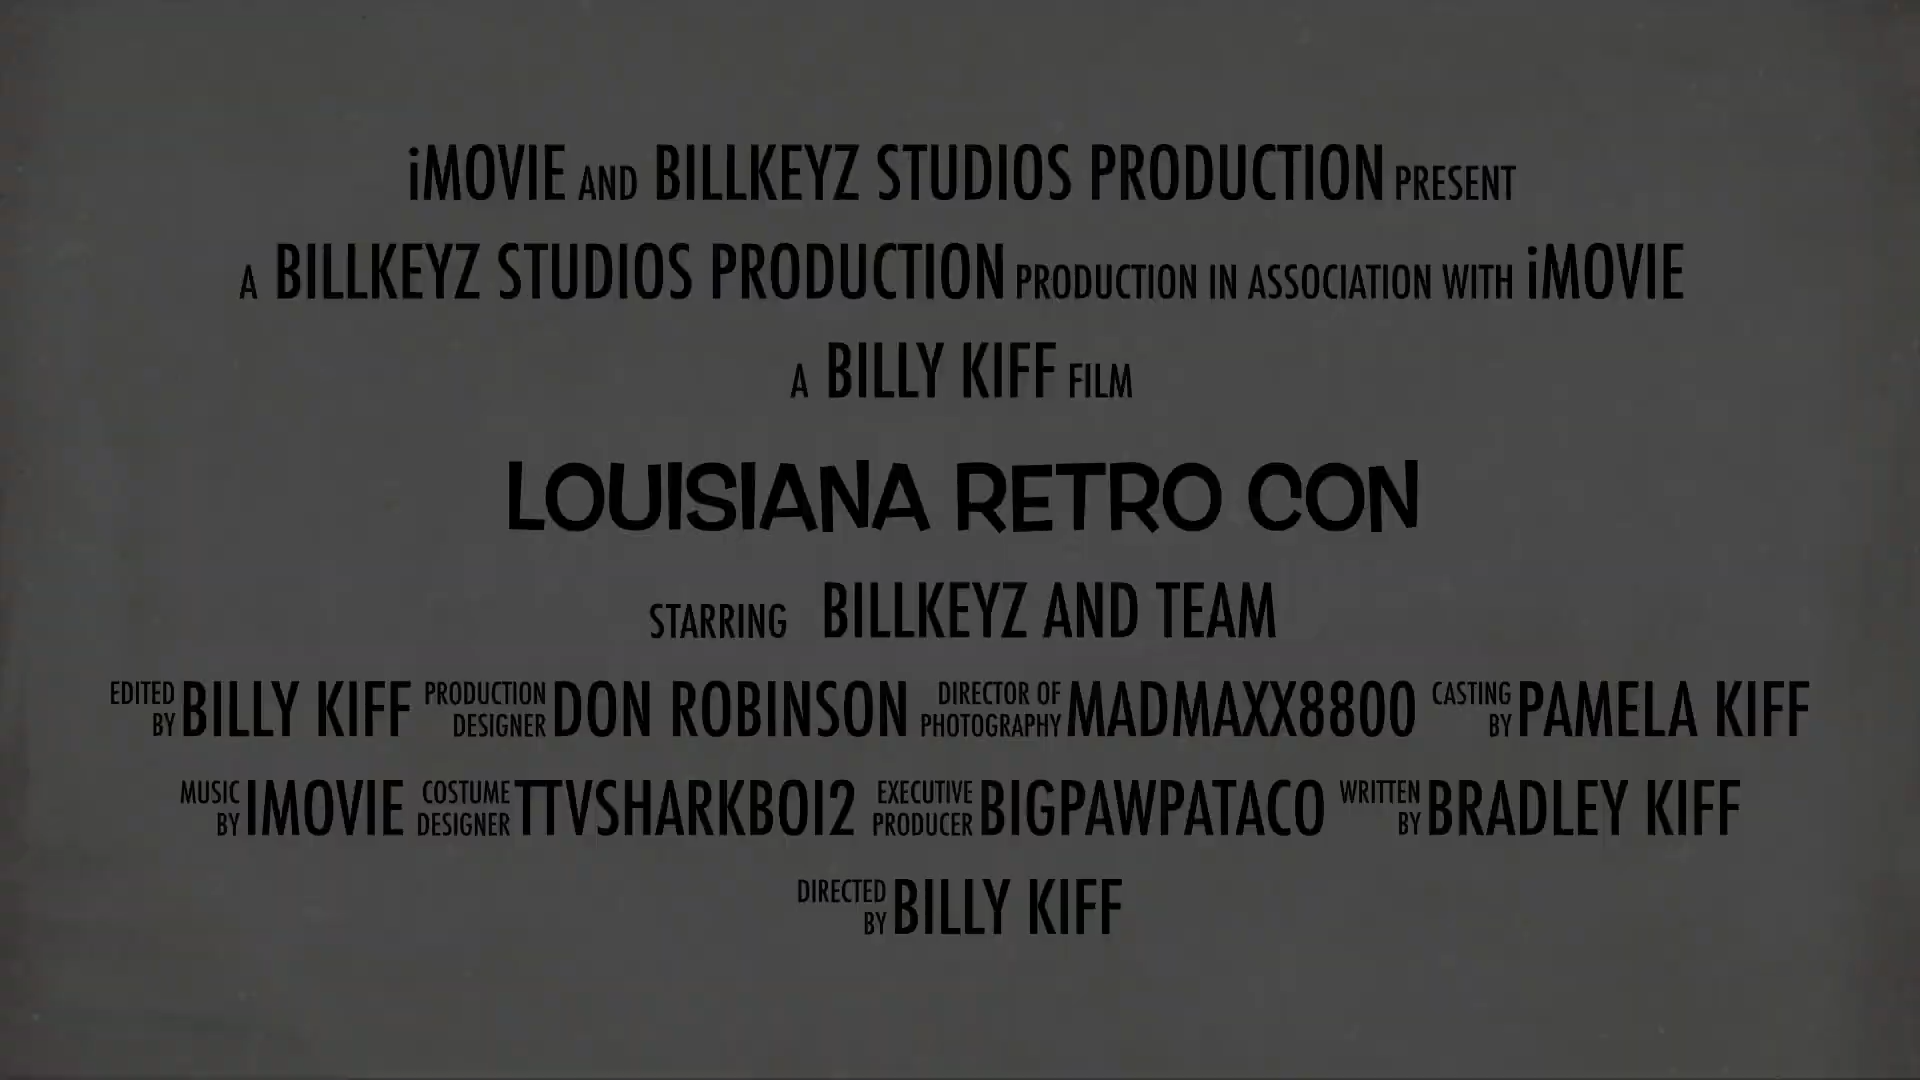 iMOVIE AND BILLKEYZ STUDIOS PRODUCTION PRESENT
A BILLKEYZ STUDIOS PRODUCTION PRODUCTION IN ASSOCIATION WITH iMOVIE
A BILLY KIFF FILM
LOUISIANA RETRO CON
STARRING BILLKEYZ AND TEAM
EDITED BY BILLY KIFF PRODUCTION DESIGNER DON ROBINSON DIRECTOR OF PHOTOGRAPHY MADMAXX8800 CASTING BY PAMELA KIFF
MUSIC BY IMOVIE COSTUME DESIGNER TTVSHARKBOI2 EXECUTIVE PRODUCER BIGPAWPATACO WRITTEN BY BRADLEY KIFF
DIRECTED BY BILLY KIFF